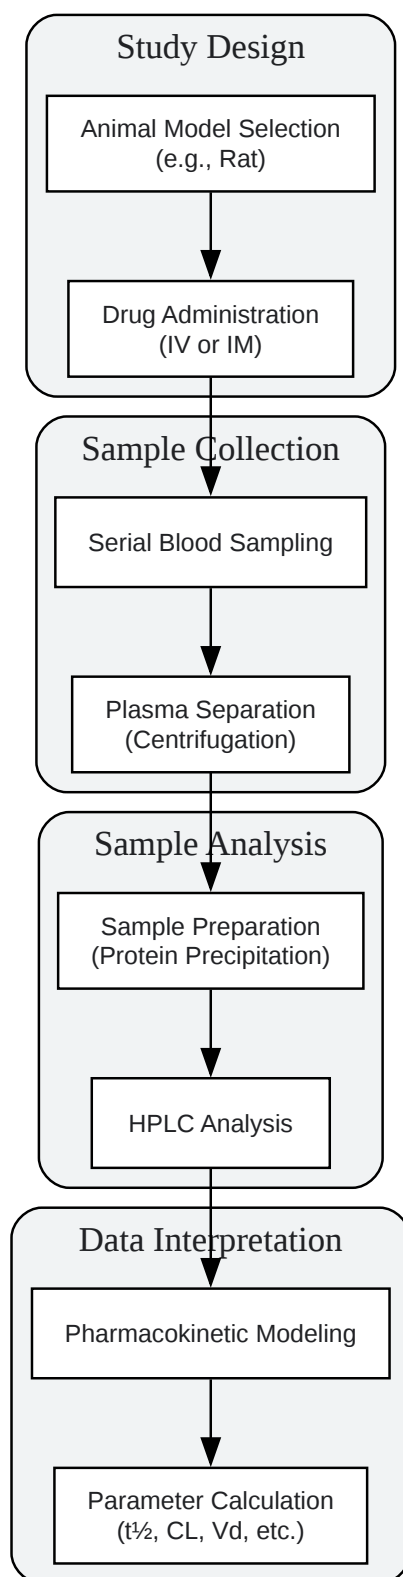 Study Design
Animal Model Selection
(e.g., Rat)
Drug Administration
(IV or IM)
Sample Collection
Serial Blood Sampling
Plasma Separation
(Centrifugation)
Sample Analysis
Sample Preparation
(Protein Precipitation)
HPLC Analysis
Data Interpretation
Pharmacokinetic Modeling
Parameter Calculation
(t½, CL, Vd, etc.)